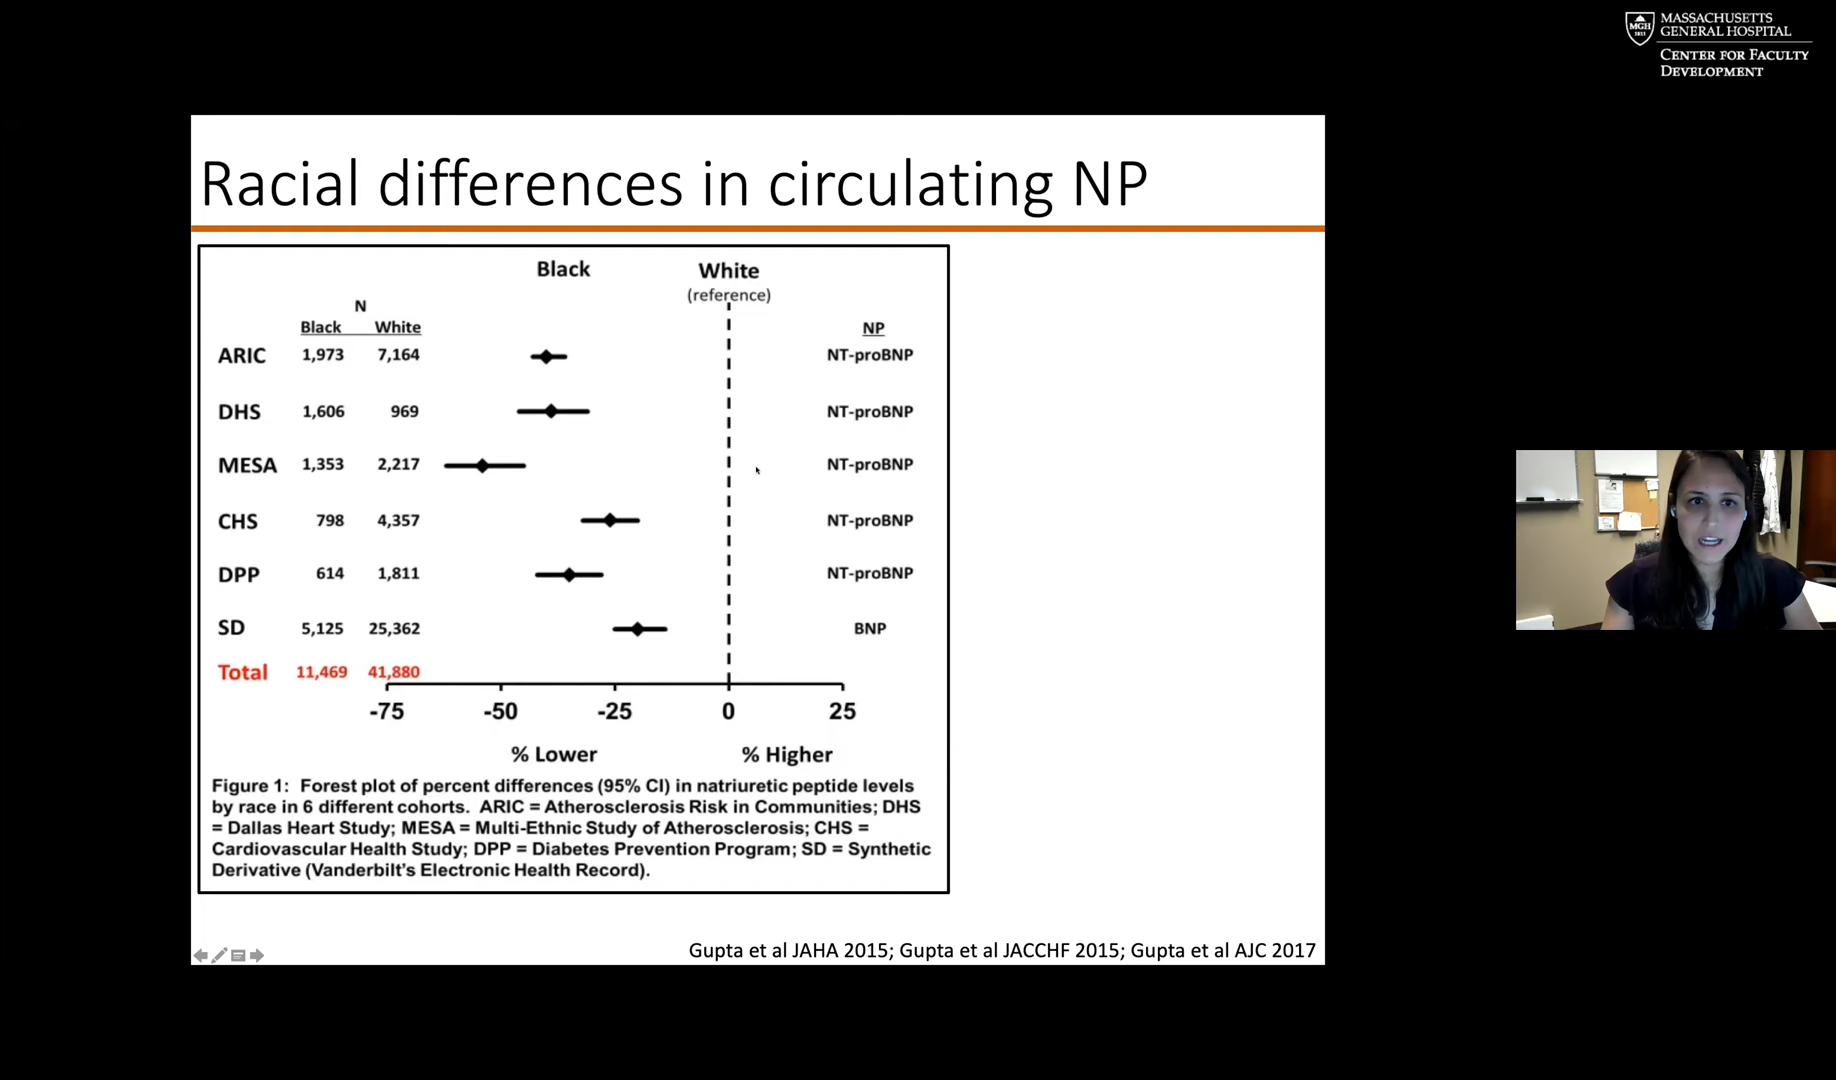 MASSACHUSETTS
GENERAL HOSPITAL
CENTER FOR FACULTY
DEVELOPMENT
MGH
1811
Racial differences in circulating NP
Black White
(reference)
N
Black White NP
ARIC 1,973 7,164 NT-proBNP
DHS 1,606 969 NT-proBNP
MESA 1,353 2,217 NT-proBNP
CHS 798 4,357 NT-proBNP
DPP 614 1,811 NT-proBNP
SD 5,125 25,362 BNP
Total 11,469 41,880
-75 -50 -25 0 25
% Lower % Higher
Figure 1: Forest plot of percent differences (95% CI) in natriuretic peptide levels
by race in 6 different cohorts. ARIC = Atherosclerosis Risk in Communities; DHS
= Dallas Heart Study; MESA = Multi-Ethnic Study of Atherosclerosis; CHS =
Cardiovascular Health Study; DPP = Diabetes Prevention Program; SD = Synthetic
Derivative (Vanderbilt's Electronic Health Record).
Gupta et al JAHA 2015; Gupta et al JACCHF 2015; Gupta et al AJC 2017